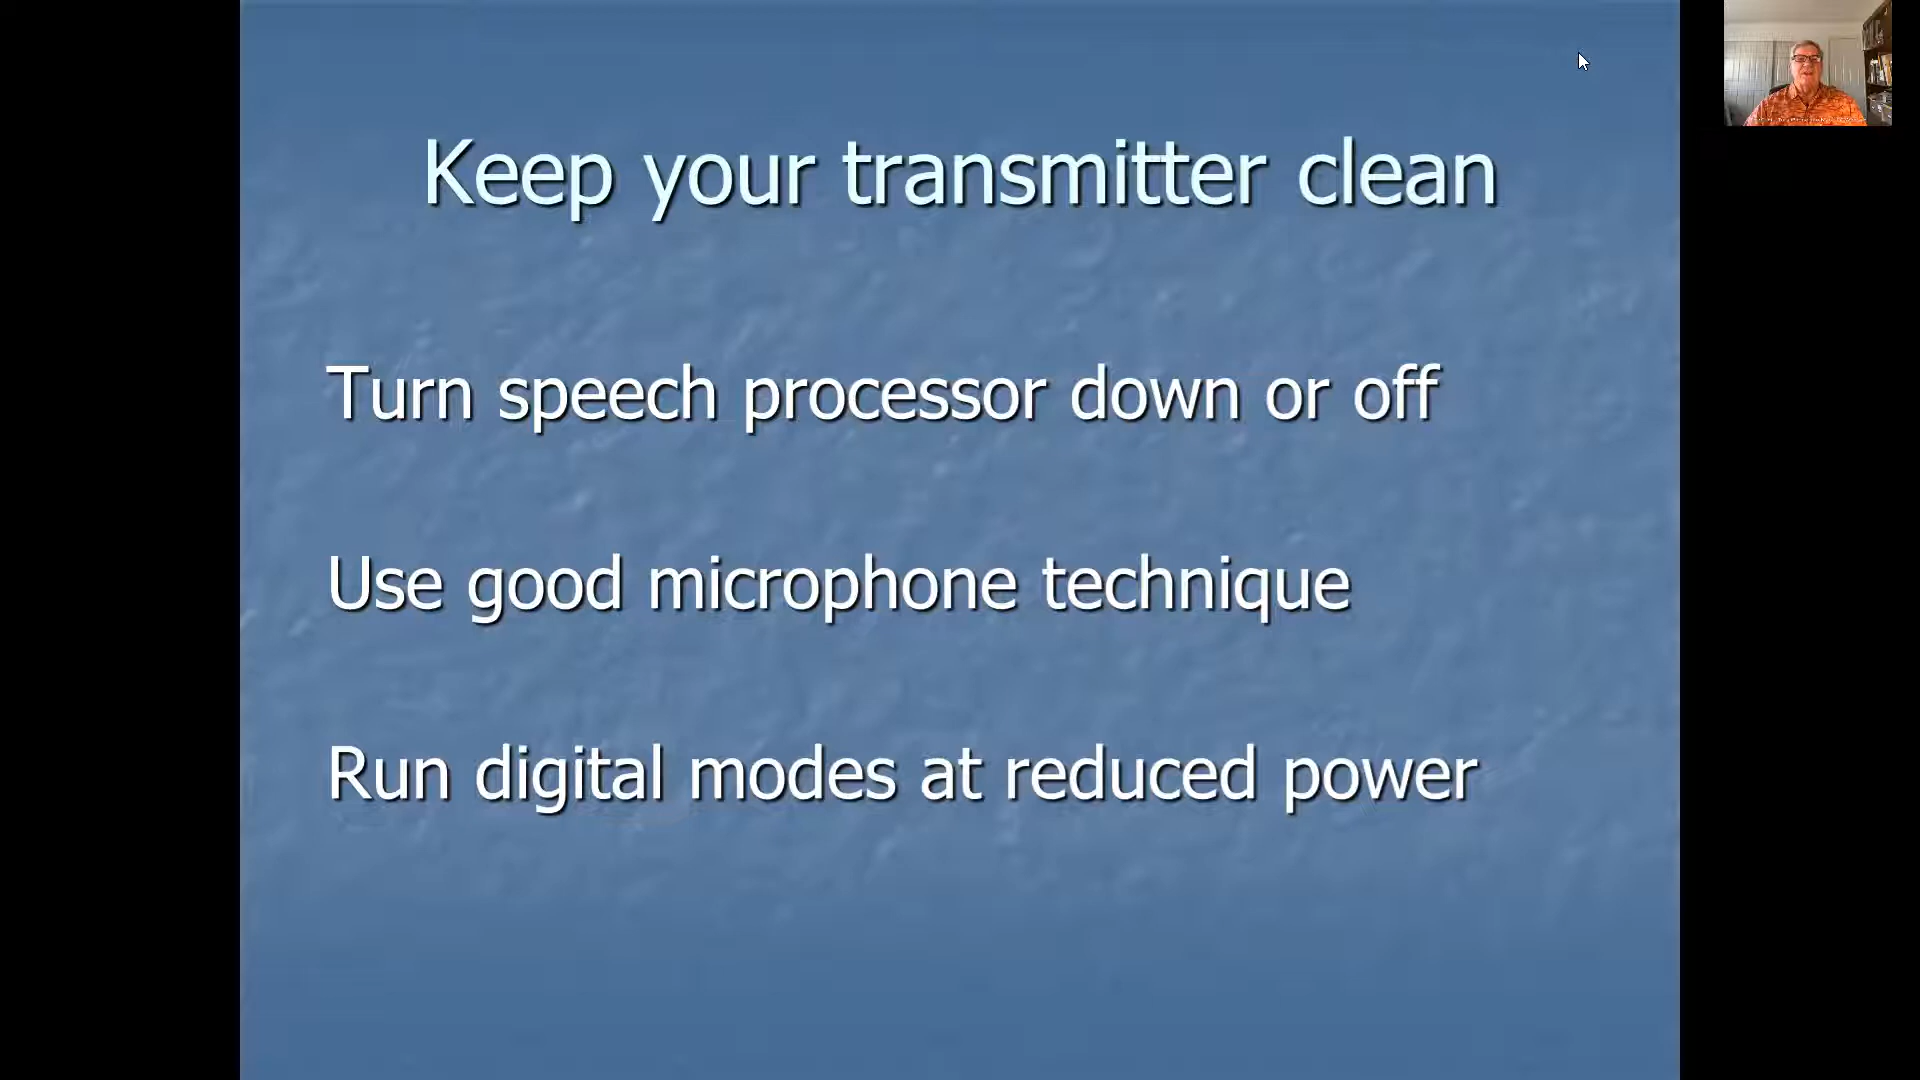 Keep your transmitter clean
Turn speech processor down or off
Use good microphone technique
Run digital modes at reduced power